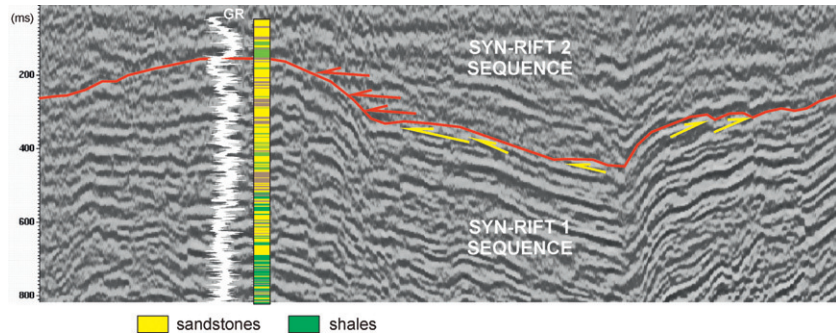 (ms)
GR
200
400
600
800
SYN-RIFT 2
SEQUENCE
SYN-RIFT 1
SEQUENCE
sandstones
shales